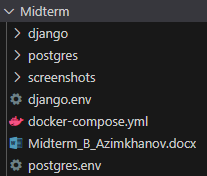 Midterm
django
postgres
screenshots
django.env
docker-compose.yml
Midterm_B_Azimkhanov.docx
postgres.env